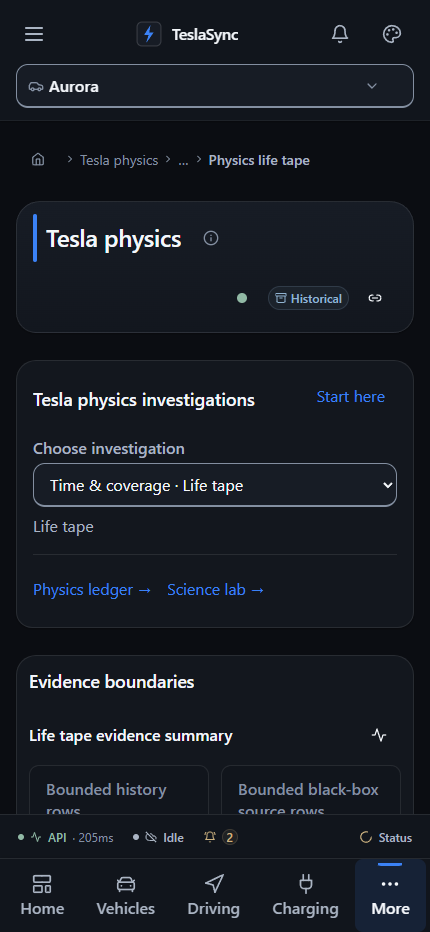 TeslaSync
Aurora
Tesla physics > ... > Physics life tape
Tesla physics
Historical
Tesla physics investigations
Start here
Choose investigation
Time & coverage · Life tape
Life tape
Physics ledger → Science lab →
Evidence boundaries
Life tape evidence summary
Bounded history
rows
Bounded black-box
source rows
API · 205ms
Idle
2
Status
Home
Vehicles
Driving
Charging
More